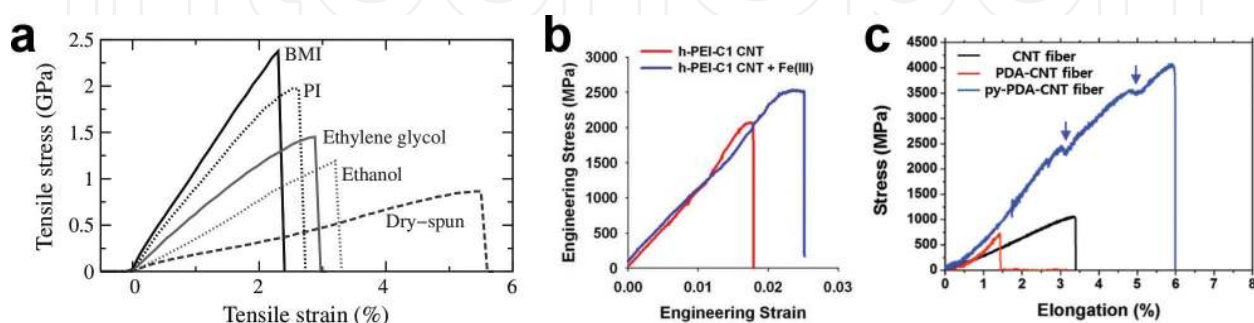 a
2.5
2
1.5
1
0.5
0
Tensile stress (GPa)
BMI
PI
Ethylene glycol
Ethanol
Dry-spun
0 2 4 6
Tensile strain (%)
b
3000
2500
2000
1500
1000
500
0
Engineering Stress (MPa)
h-PEI-C1 CNT
h-PEI-C1 CNT + Fe(III)
0.00 0.01 0.02 0.03
Engineering Strain
c
4500
4000
3500
3000
2500
2000
1500
1000
500
0
Stress (MPa)
CNT fiber
PDA-CNT fiber
py-PDA-CNT fiber
0 1 2 3 4 5 6 7 8
Elongation (%)